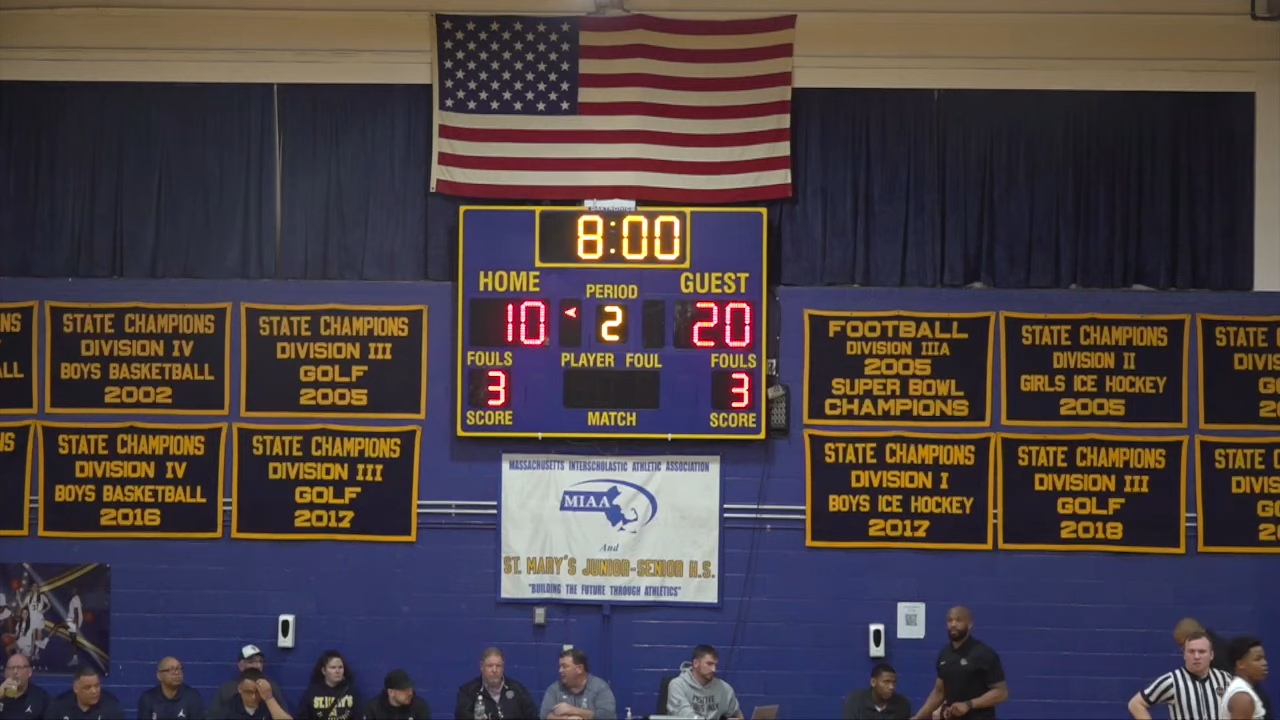 8:00
HOME
GUEST
PERIOD
10
2
20
FOULS
PLAYER FOUL
FOULS
3
3
SCORE
MATCH
SCORE
STATE CHAMPIONS
DIVISION IV
BOYS BASKETBALL
2002
STATE CHAMPIONS
DIVISION III
GOLF
2005
STATE CHAMPIONS
DIVISION IV
BOYS BASKETBALL
2016
STATE CHAMPIONS
DIVISION III
GOLF
2017
FOOTBALL
DIVISION IIIA
2005
SUPER BOWL
CHAMPIONS
STATE CHAMPIONS
DIVISION II
GIRLS ICE HOCKEY
2005
STATE
STATE CHAMPIONS
DIVISION I
BOYS ICE HOCKEY
2017
STATE CHAMPIONS
DIVISION III
GOLF
2018
STATE
MASSACHUSETTS INTERSCHOLASTIC ATHLETIC ASSOCIATION
MIAA
And
ST. MARY'S JUNIOR-SENIOR H.S.
"BUILDING THE FUTURE THROUGH ATHLETICS"
ST. MARY'S